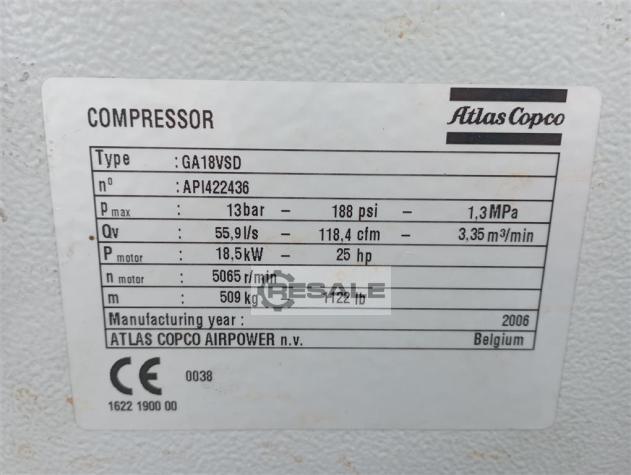 COMPRESSOR
Atlas Copco
Type : GA18VSD
n° : API422436
P max : 13bar – 188 psi – 1,3MPa
Qv : 55,9l/s – 118,4 cfm – 3,35 m³/min
P motor : 18,5kW – 25 hp
n motor : 5065 r/min
m : 509 kg – 1122 lb
RESALE
Manufacturing year : 2006
ATLAS COPCO AIRPOWER n.v. Belgium
CE 0038
1622 1900 00